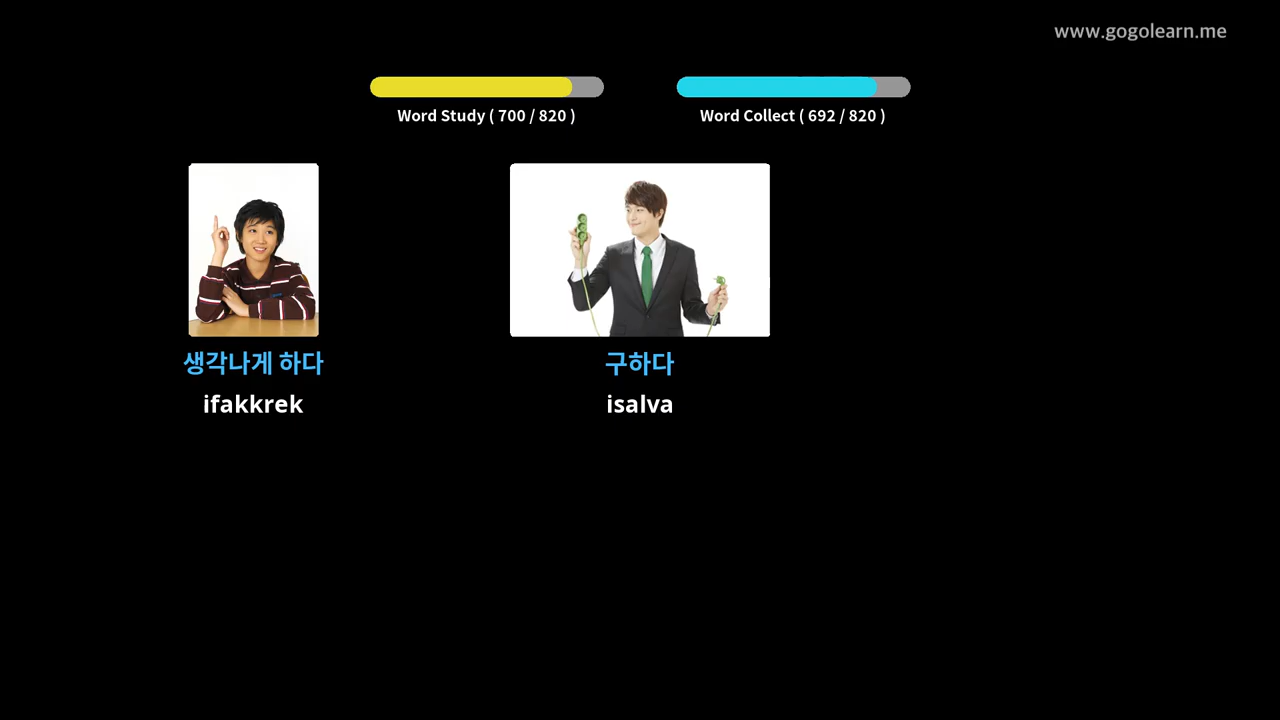 www.gogolearn.me
Word Study ( 700 / 820 )
Word Collect ( 692 / 820 )
생각나게 하다
ifakkrek
구하다
isalva